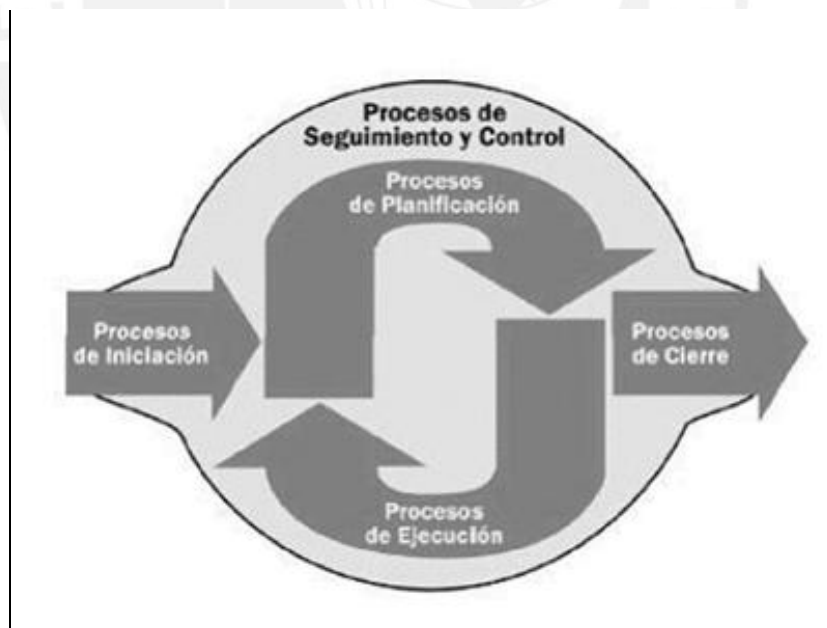 Procesos de
Seguimiento y Control
Procesos
de Planificación
Procesos
de Iniciación
Procesos
de Cierre
Procesos
de Ejecución